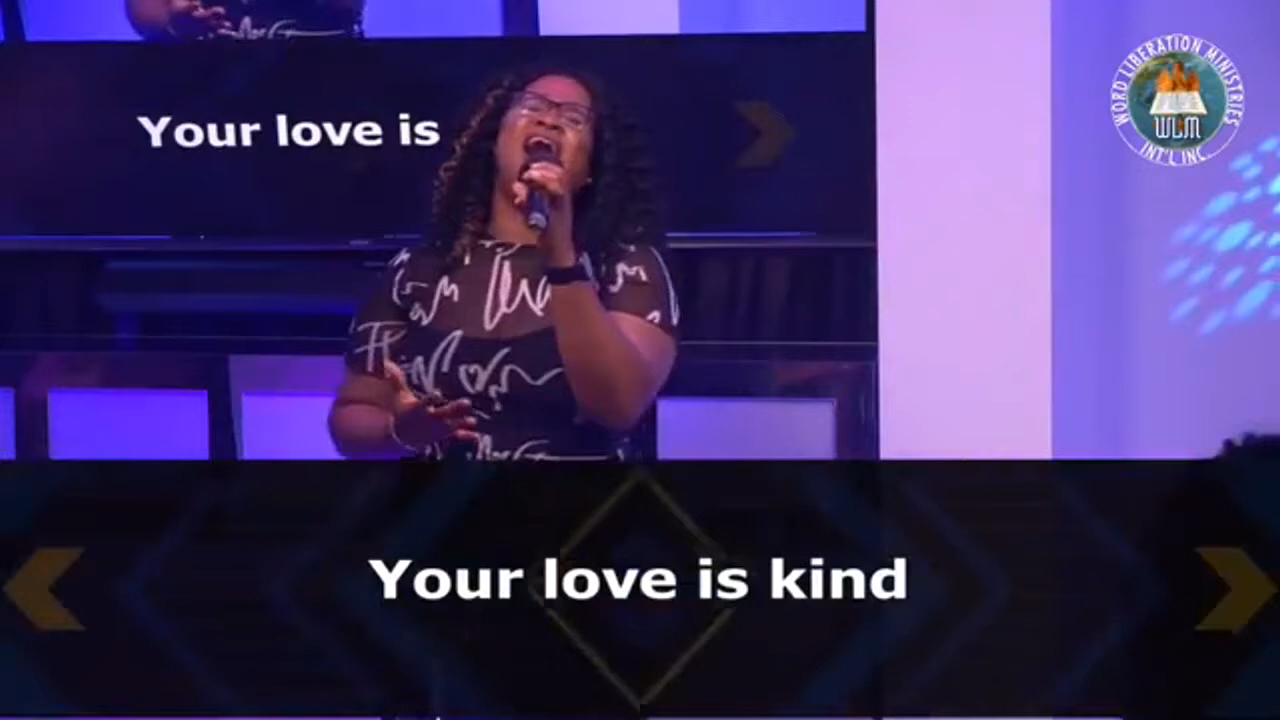 Your love is
WORD LIBERATION MINISTRIES
WLM
INT'L INC.
Your love is kind